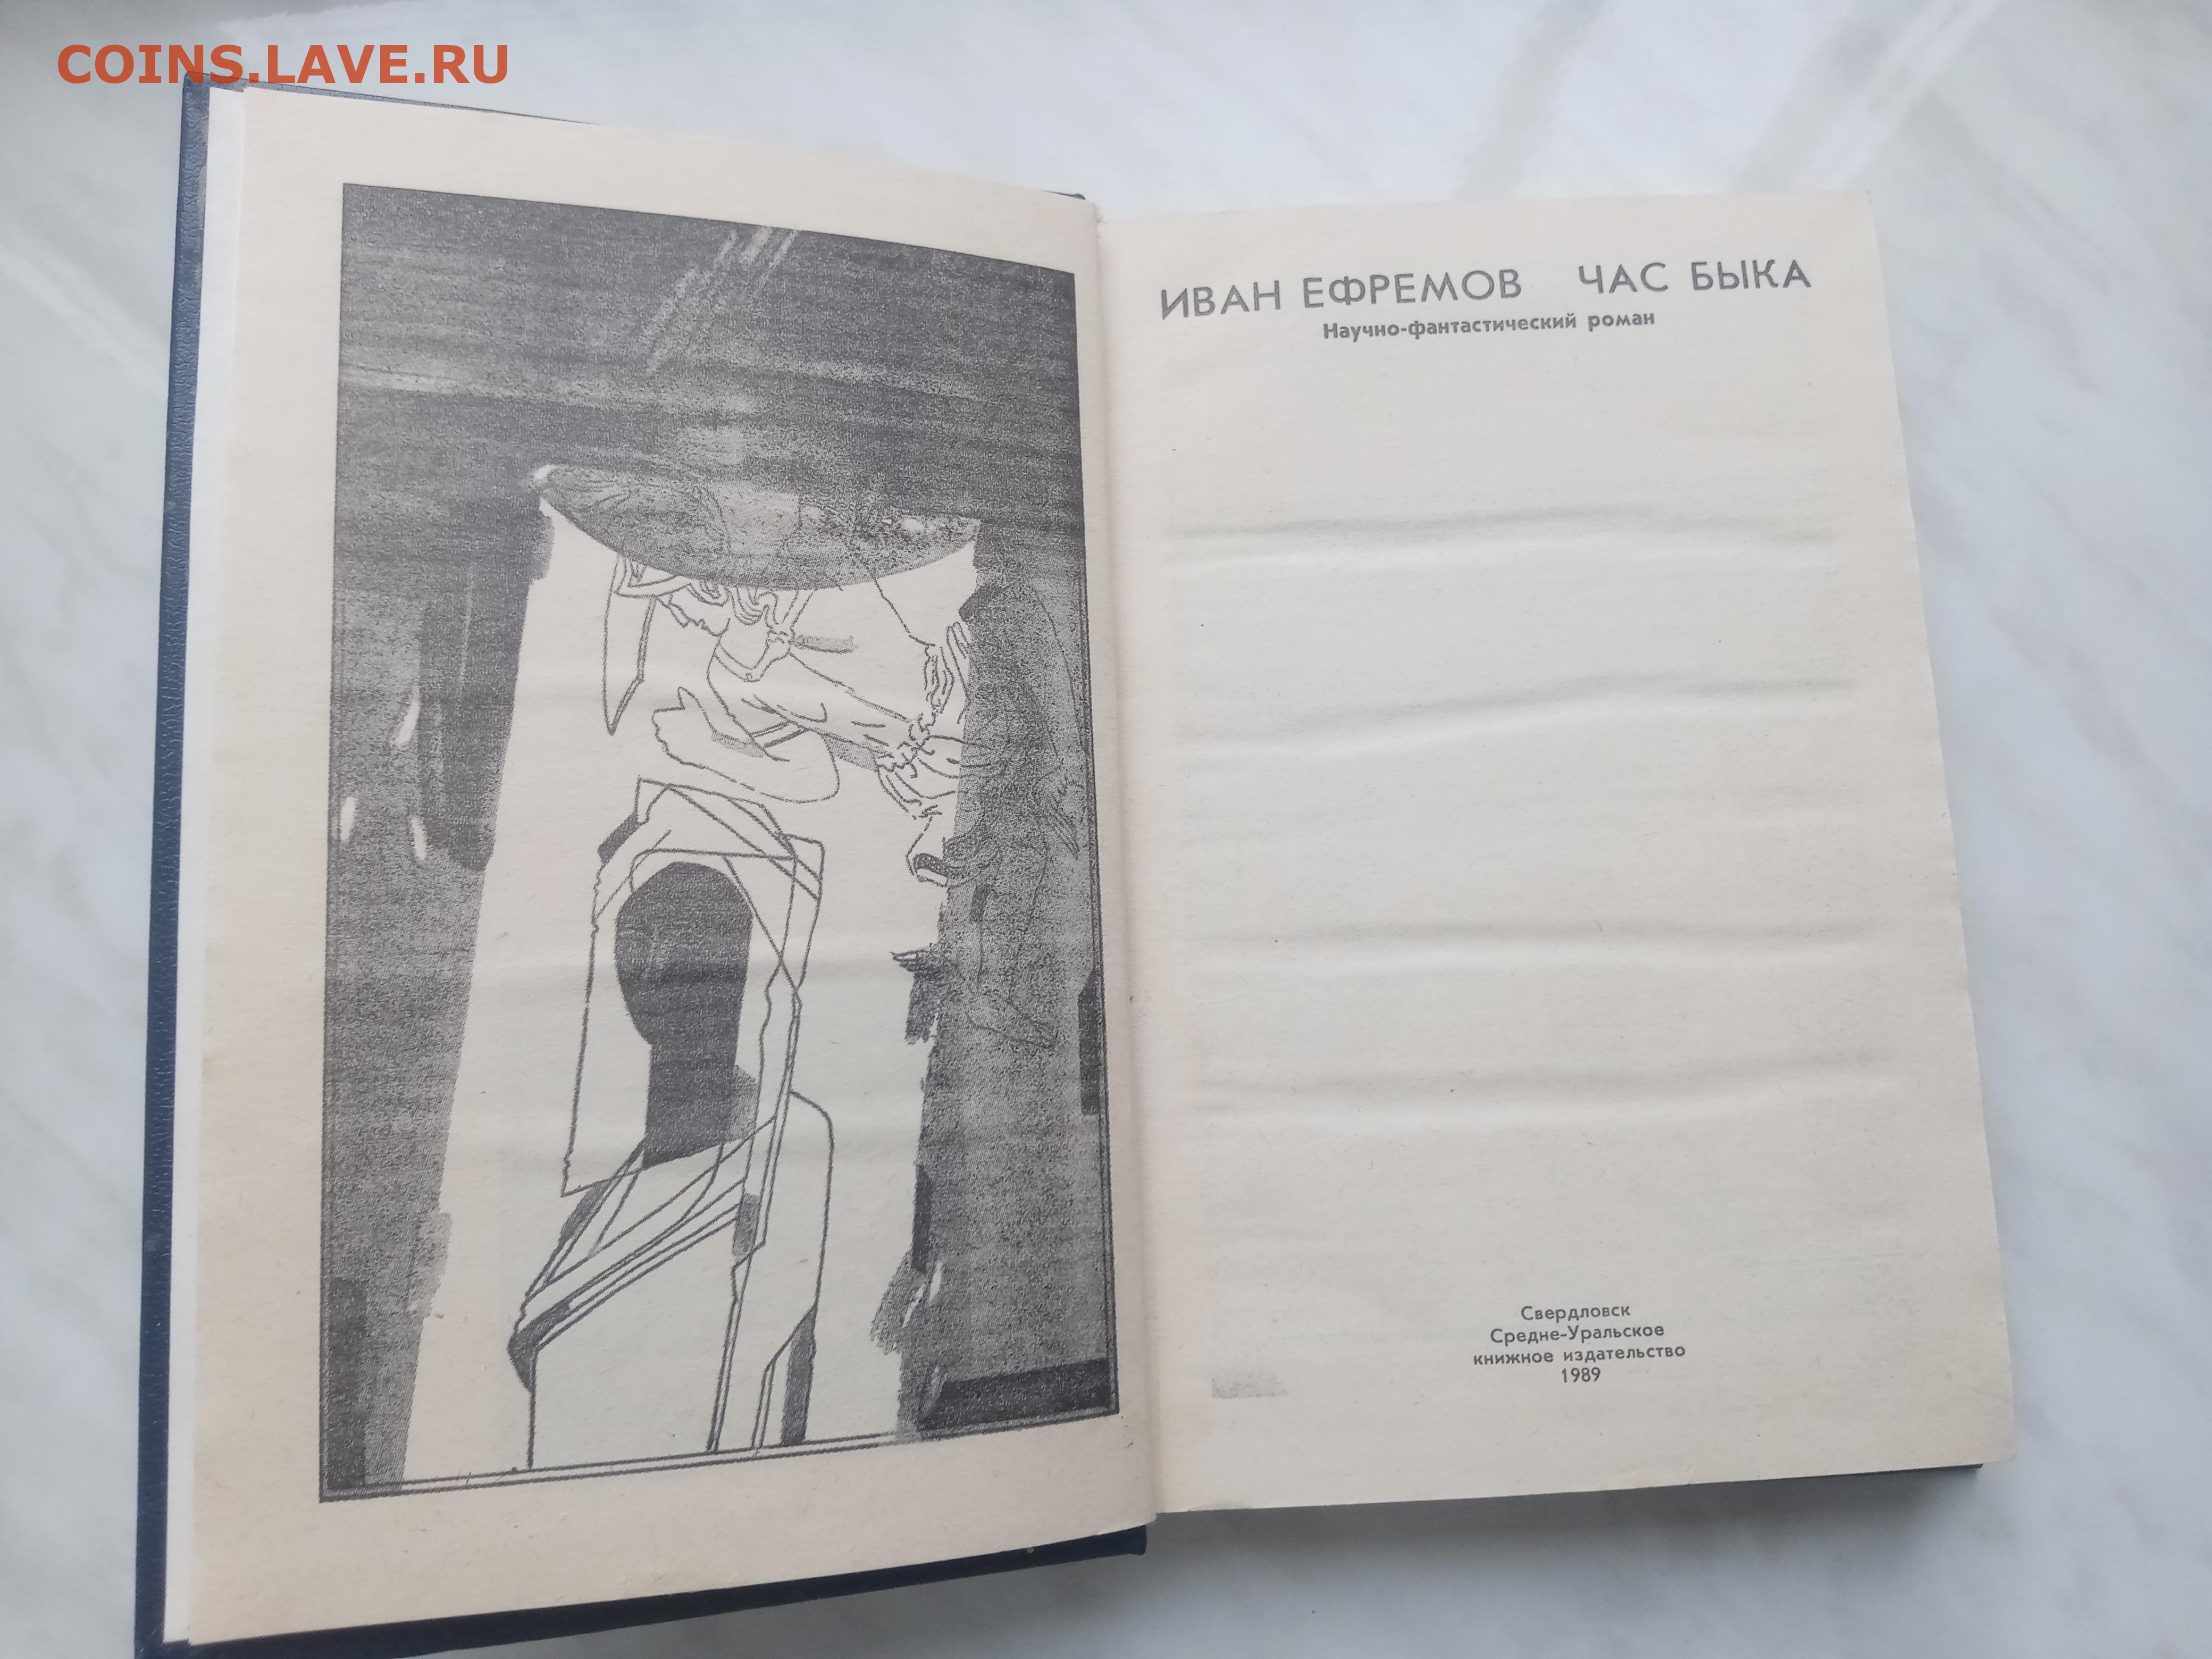 COINS.LAVE.RU
ИВАН ЕФРЕМОВ ЧАС БЫКА
Научно-фантастический роман
Свердловск
Средне-Уральское
книжное издательство
1989